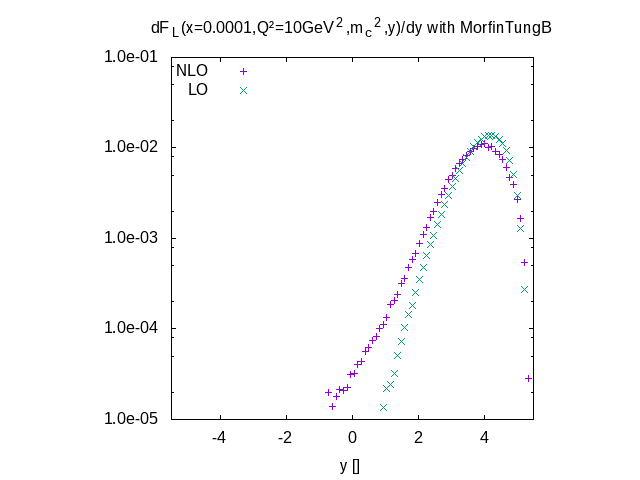 dF_L(x=0.0001,Q²=10GeV²,m_c²,y)/dy with MorfinTungB
1.0e-01
NLO
LO
1.0e-02
1.0e-03
1.0e-04
1.0e-05
-4 -2 0 2 4
y []